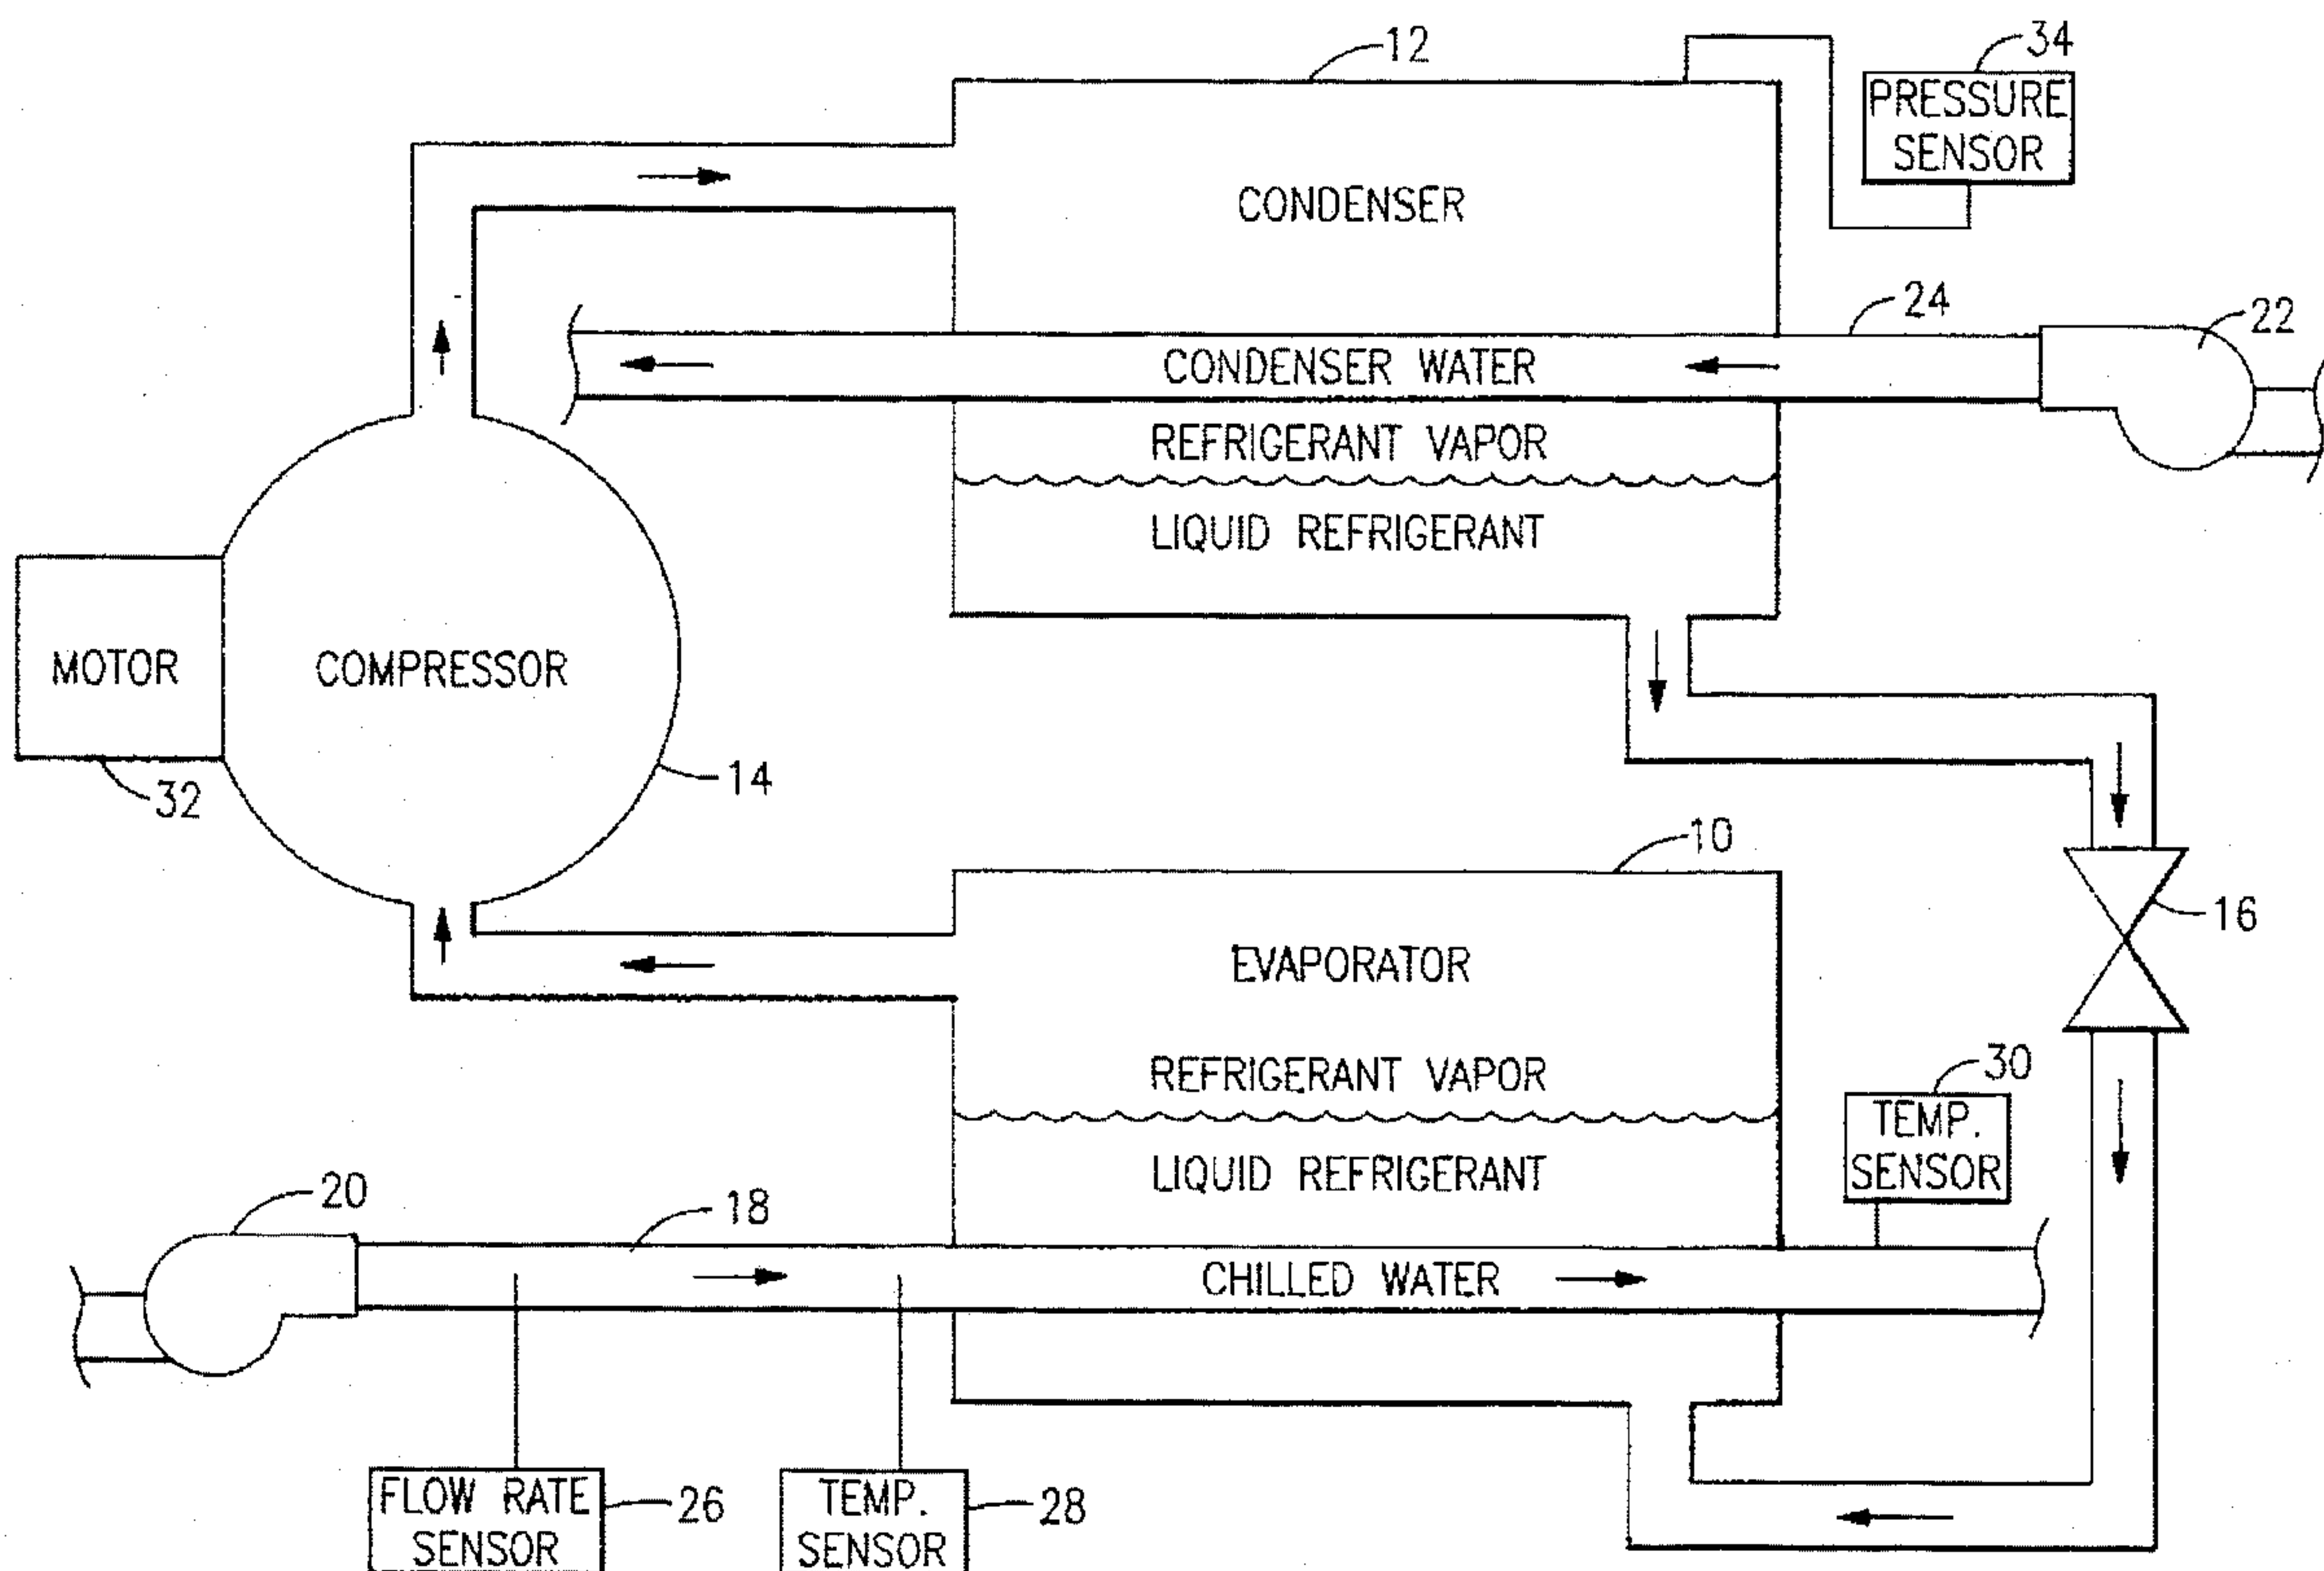 12
34
PRESSURE
SENSOR
CONDENSER
24
22
CONDENSER WATER
REFRIGERANT VAPOR
LIQUID REFRIGERANT
MOTOR
COMPRESSOR
32
14
10
16
EVAPORATOR
REFRIGERANT VAPOR
30
TEMP.
SENSOR
LIQUID REFRIGERANT
20
18
CHILLED WATER
FLOW RATE
SENSOR
26
TEMP.
SENSOR
28